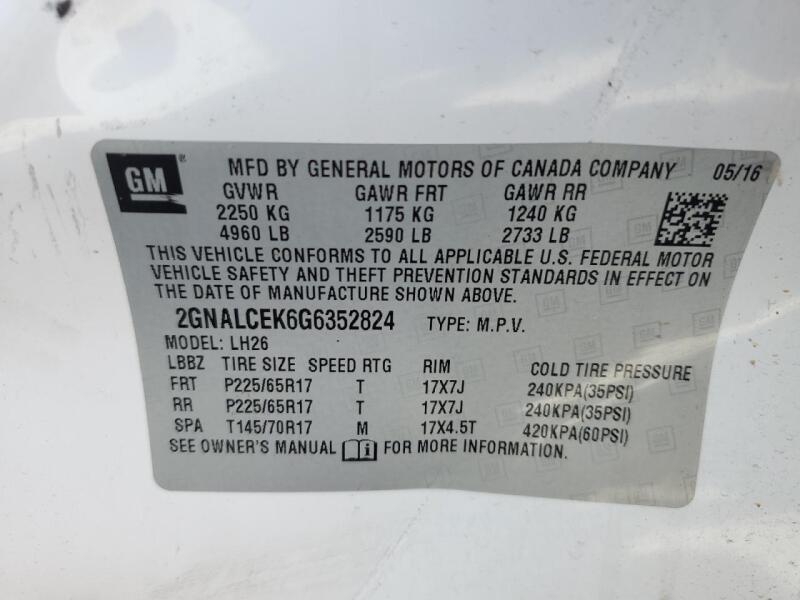 GM® MFD BY GENERAL MOTORS OF CANADA COMPANY 05/16
GVWR GAWR FRT GAWR RR
2250 KG 1175 KG 1240 KG
4960 LB 2590 LB 2733 LB
THIS VEHICLE CONFORMS TO ALL APPLICABLE U.S. FEDERAL MOTOR
VEHICLE SAFETY AND THEFT PREVENTION STANDARDS IN EFFECT ON
THE DATE OF MANUFACTURE SHOWN ABOVE.
2GNALCEK6G6352824 TYPE: M.P.V.
MODEL: LH26
LBBZ TIRE SIZE SPEED RTG RIM COLD TIRE PRESSURE
FRT P225/65R17 T 17X7J 240KPA(35PSI)
RR P225/65R17 T 17X7J 240KPA(35PSI)
SPA T145/70R17 M 17X4.5T 420KPA(60PSI)
SEE OWNER'S MANUAL FOR MORE INFORMATION.